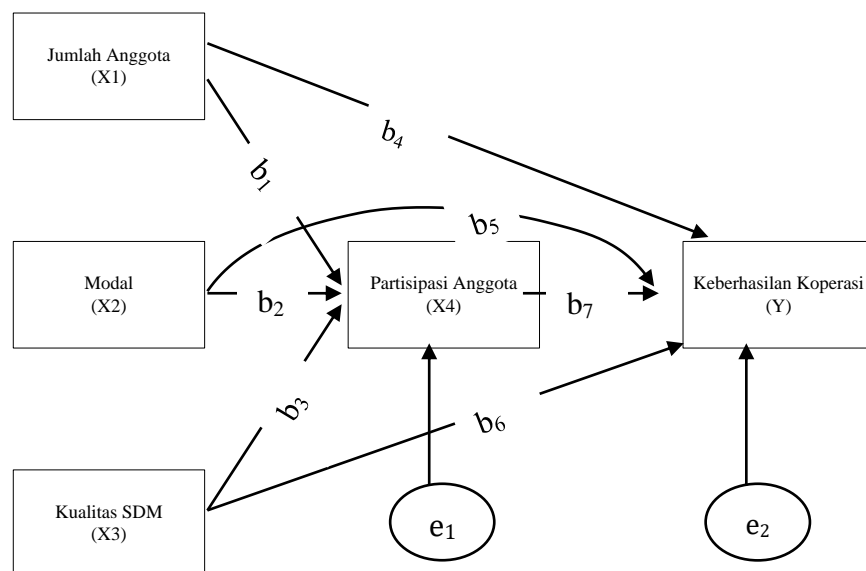 Jumlah Anggota
(X1)
b4
b1
b5
Modal
(X2)
b2
Partisipasi Anggota
(X4)
b7
Keberhasilan Koperasi
(Y)
b3
b6
Kualitas SDM
(X3)
e1
e2